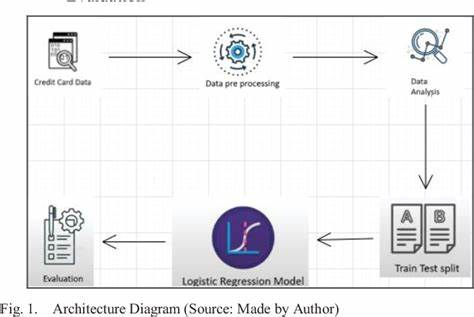 Evaluation
Credit Card Data
Data pre processing
Data
Analysis
A B
Train Test split
Logistic Regression Model
Evaluation
Fig. 1. Architecture Diagram (Source: Made by Author)